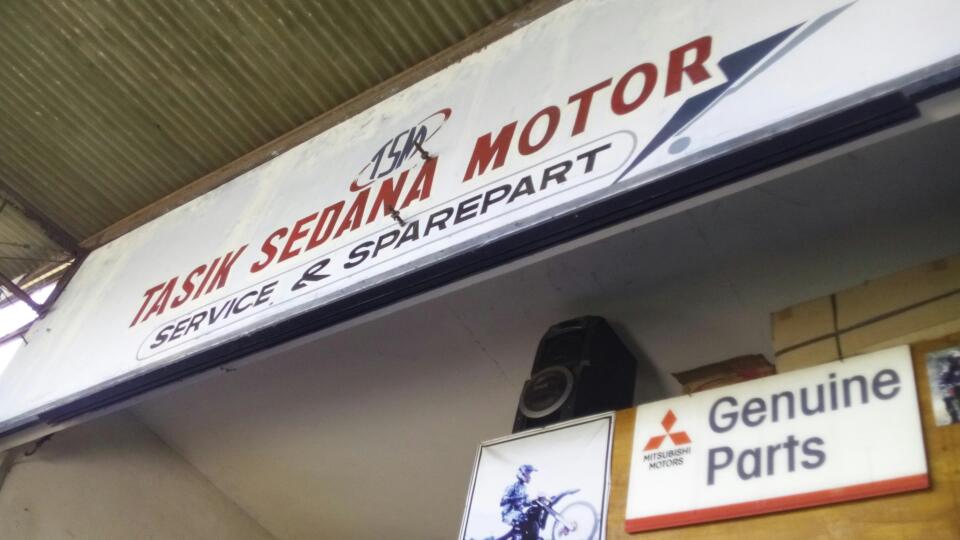 TSM
TASIK SEDANA MOTOR
SERVICE & SPAREPART
MITSUBISHI
MOTORS
Genuine
Parts